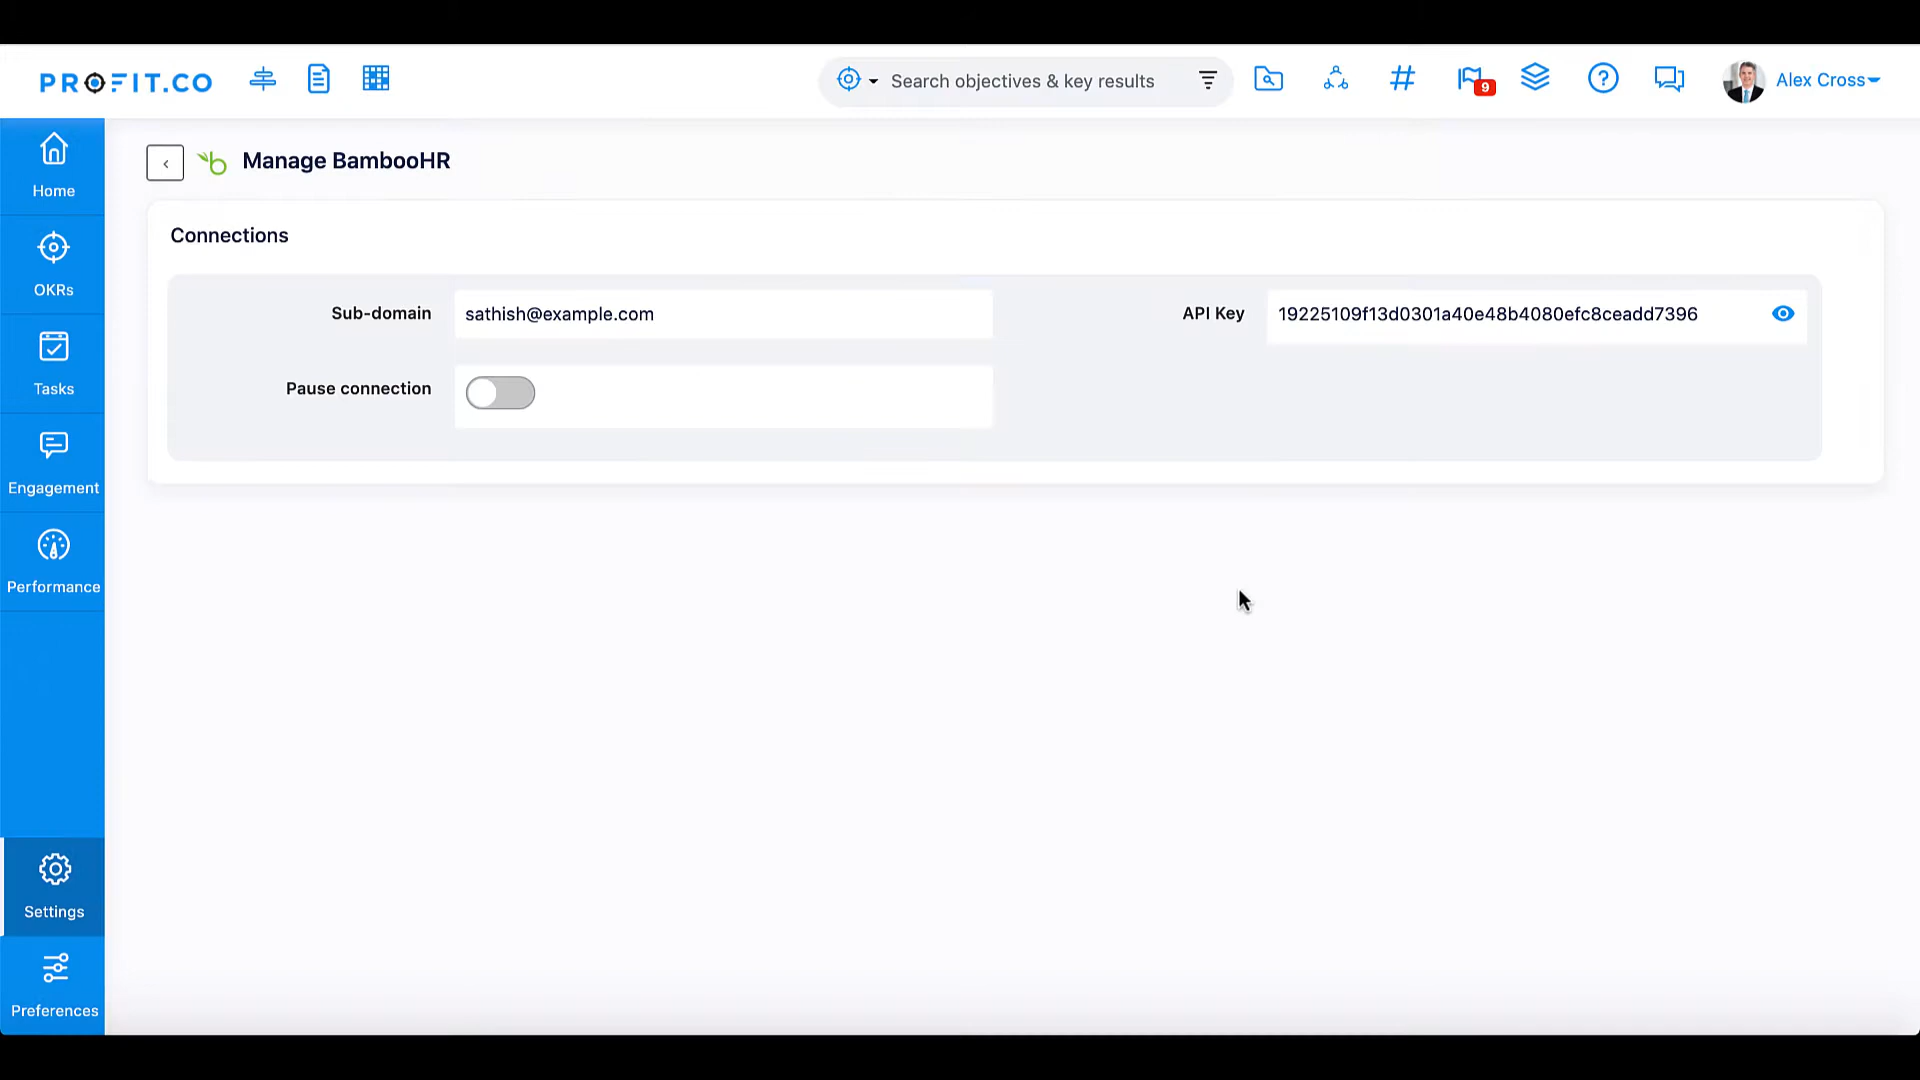 PROFIT.CO
Search objectives & key results
9
Alex Cross
Home
OKRs
Tasks
Engagement
Performance
Settings
Preferences
Manage BambooHR
Connections
Sub-domain
sathish@example.com
API Key
19225109f13d0301a40e48b4080efc8ceadd7396
Pause connection